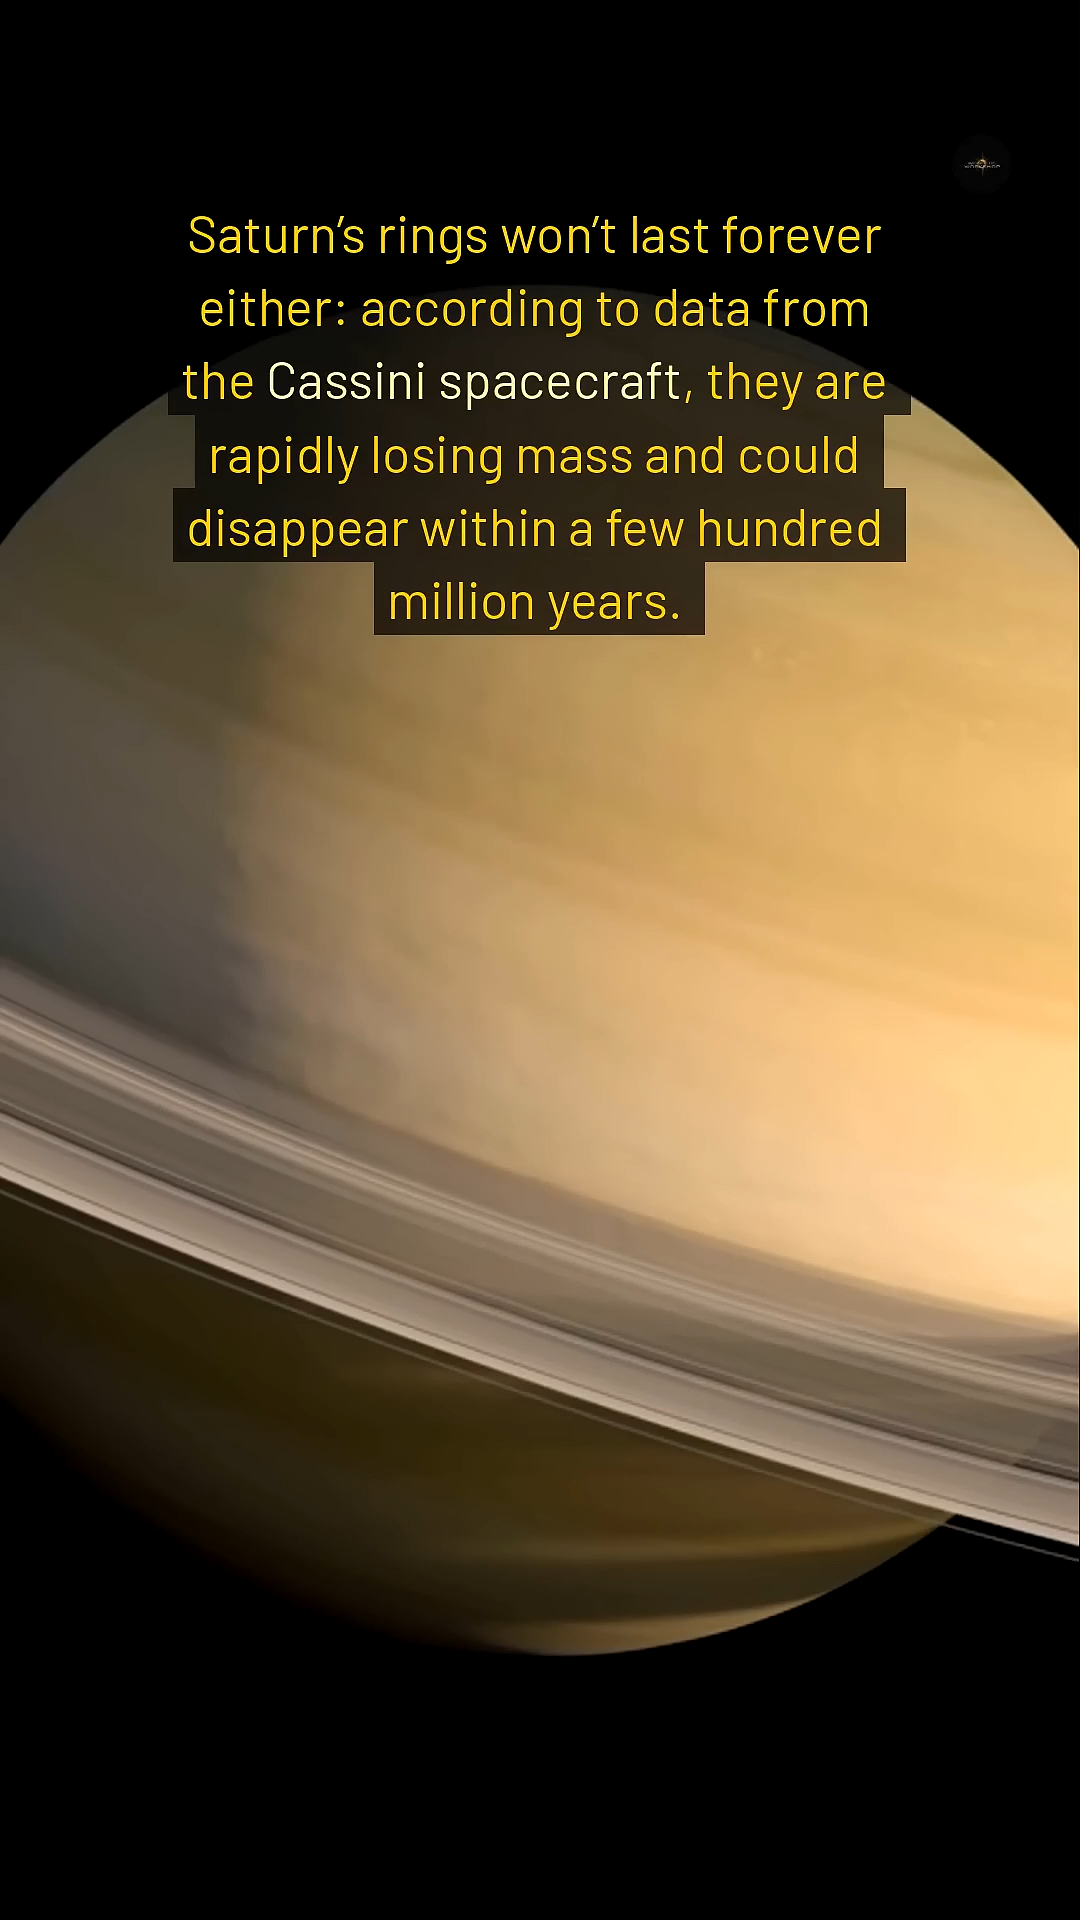 Saturn’s rings won’t last forever
either: according to data from
the Cassini spacecraft, they are
rapidly losing mass and could
disappear within a few hundred
million years.